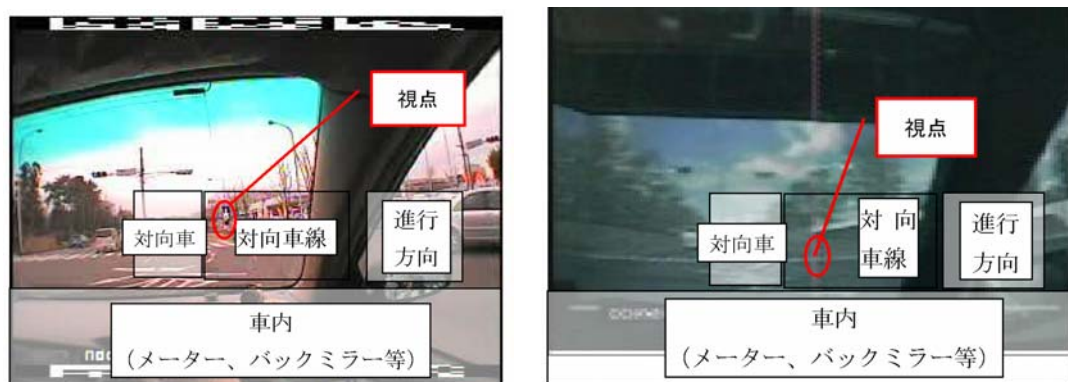 視点
対向車
対向車線
進行
方向
車内
（メーター、バックミラー等）
視点
対向車
対 向
車線
進行
方向
車内
（メーター、バックミラー等）